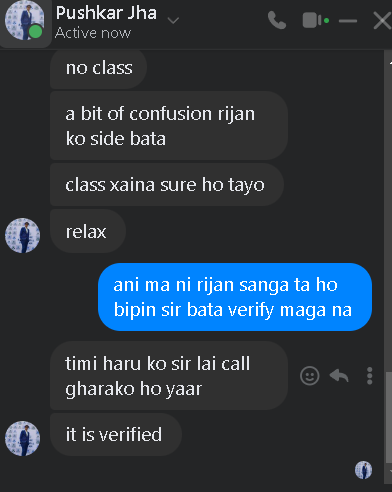 Pushkar Jha
Active now
no class
a bit of confusion rijan
ko side bata
class xaina sure ho tayo
relax
ani ma ni rijan sanga ta ho
bipin sir bata verify maga na
timi haru ko sir lai call
gharako ho yaar
it is verified